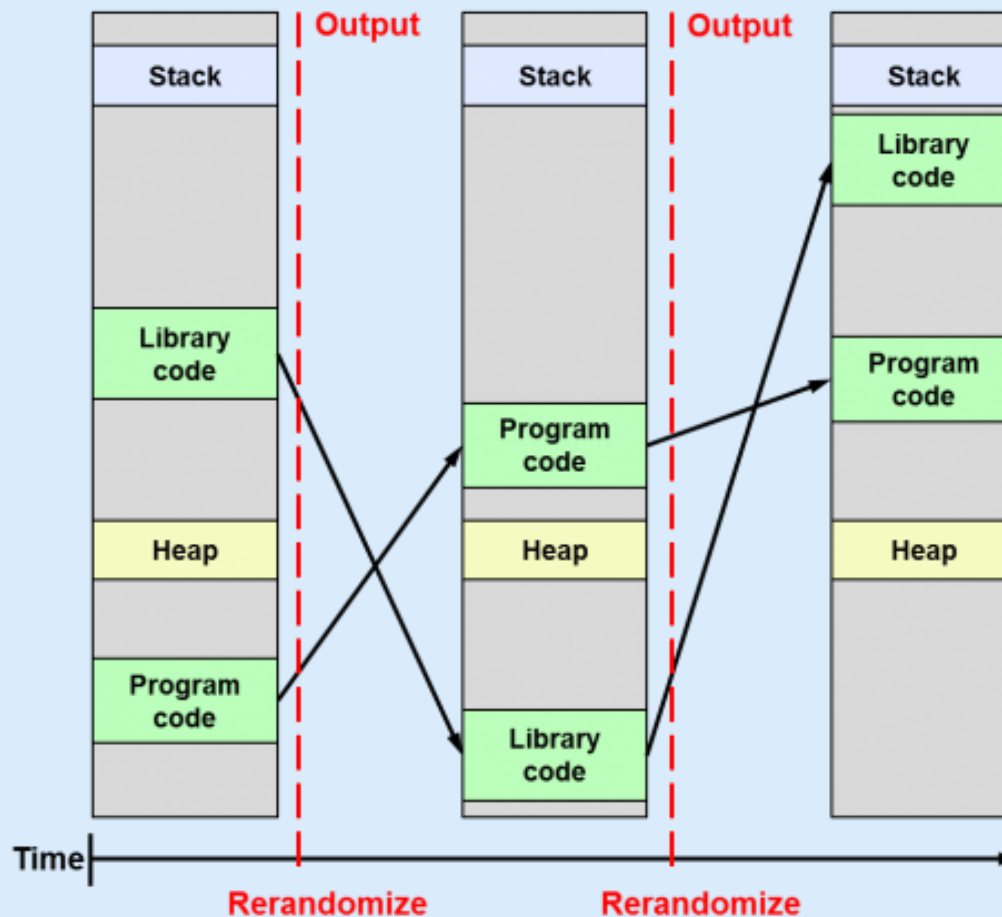 Output
Output
Stack
Stack
Stack
Library
code
Library
code
Program
code
Program
code
Heap
Heap
Heap
Program
code
Library
code
Time
Rerandomize
Rerandomize